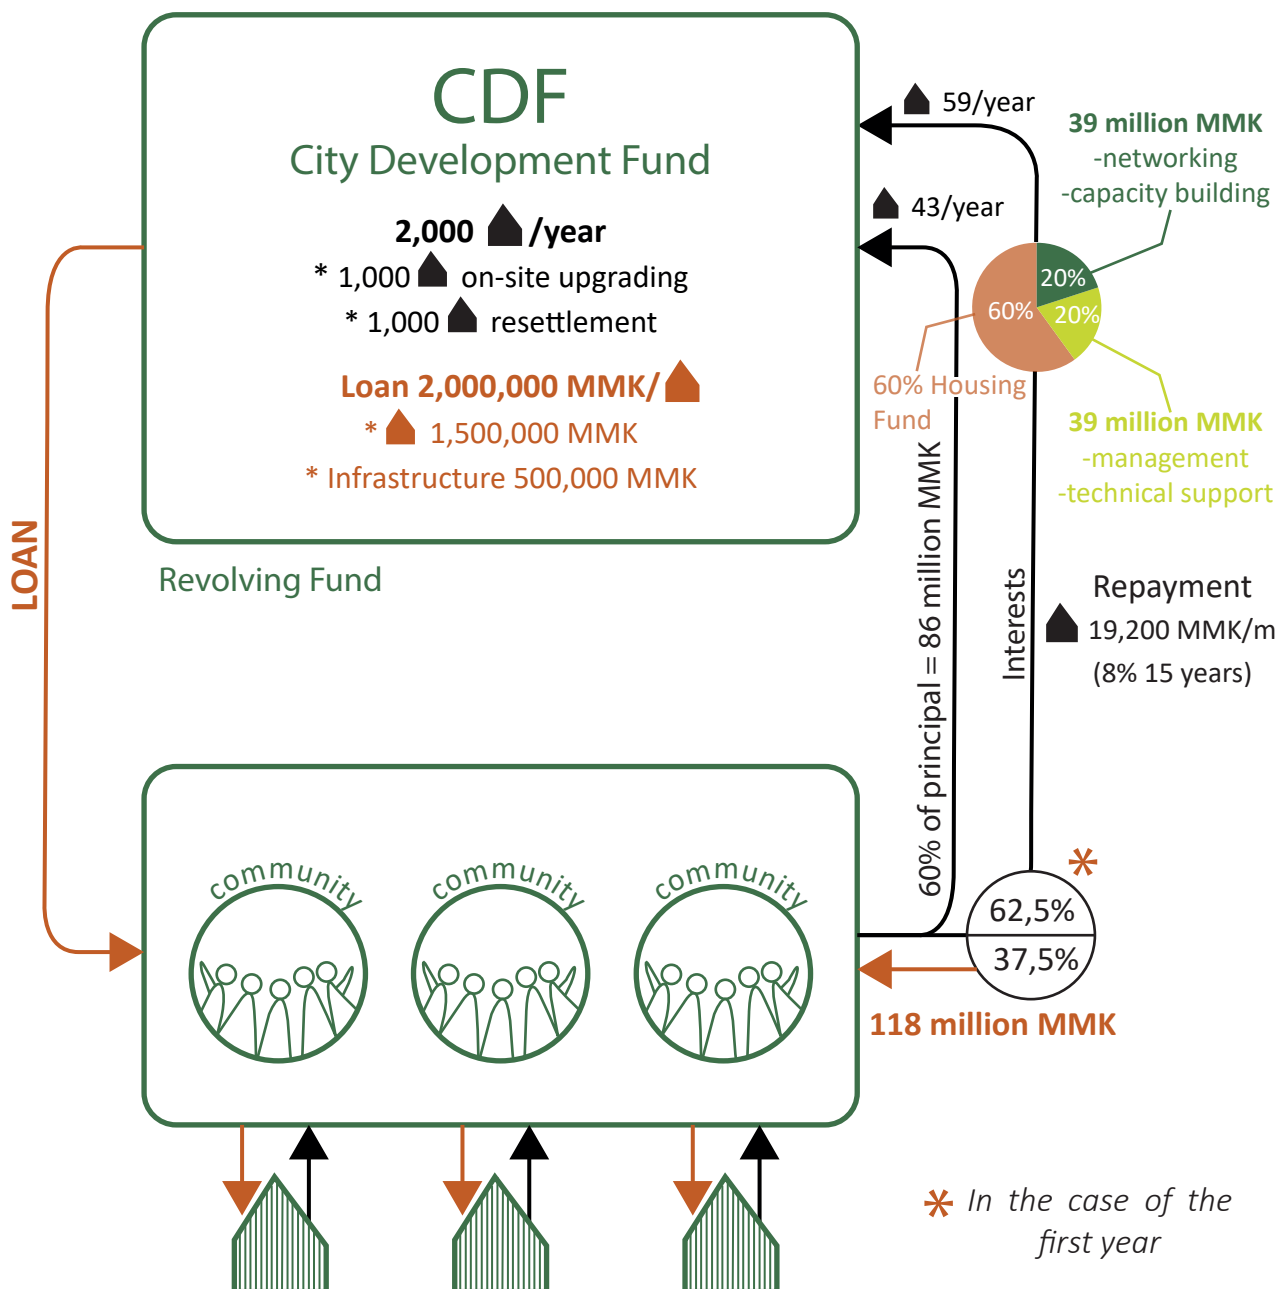 CDF
City Development Fund
2,000 /year
* 1,000 on-site upgrading
* 1,000 resettlement
Loan 2,000,000 MMK/
* 1,500,000 MMK
* Infrastructure 500,000 MMK
Revolving Fund
LOAN
59/year
43/year
39 million MMK
-networking
-capacity building
20%
60%
20%
60% Housing
Fund
39 million MMK
-management
-technical support
60% of principal = 86 million MMK
Interests
Repayment
19,200 MMK/m
(8% 15 years)
community
community
community
*
62,5%
37,5%
118 million MMK
* In the case of the
first year